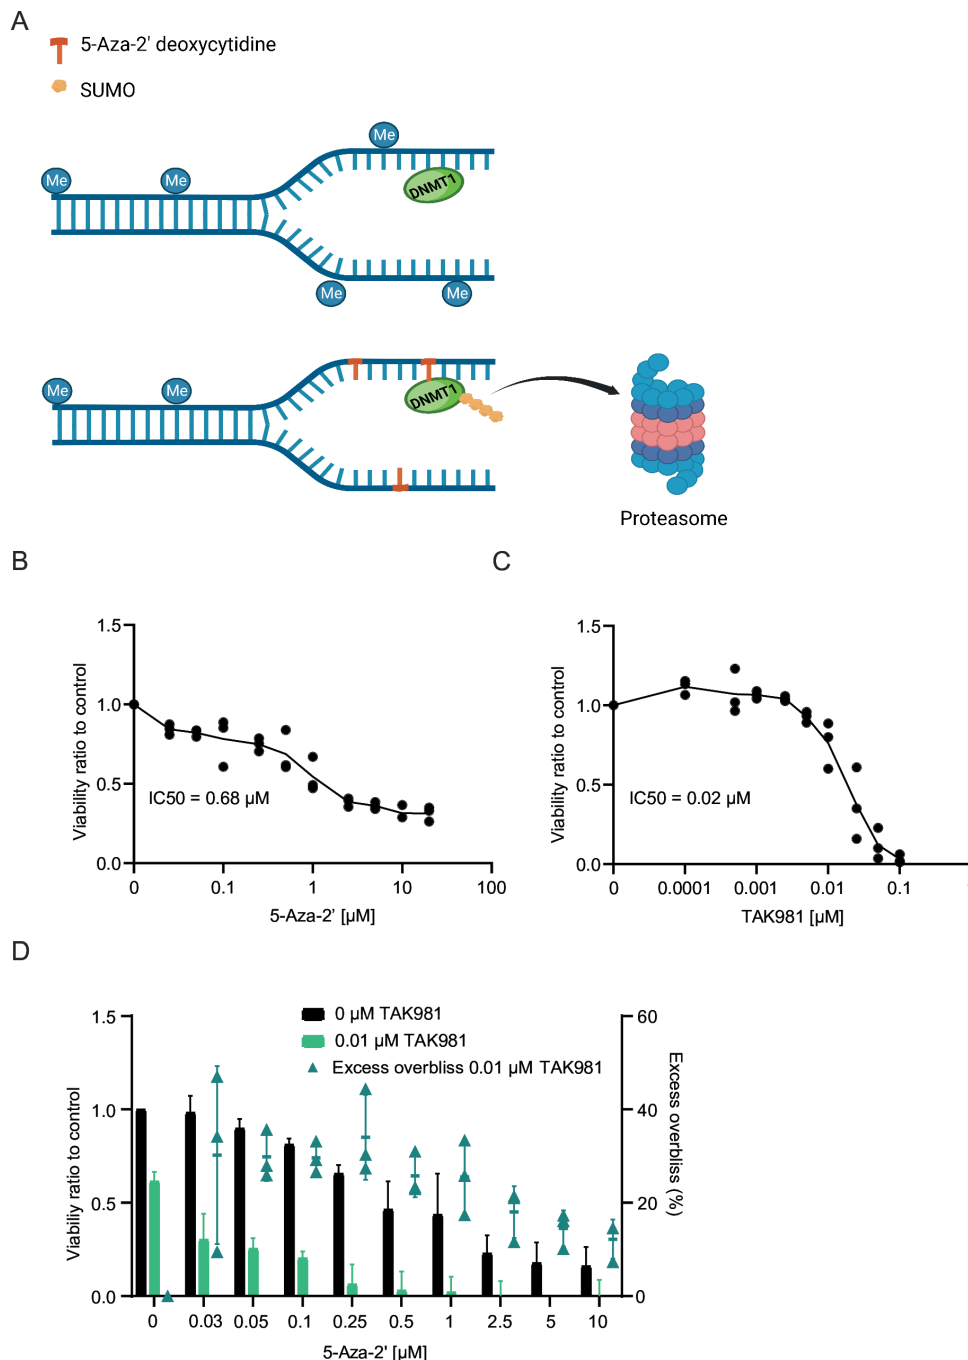 A
5-Aza-2' deoxycytidine
SUMO
Me
Me
Me
DNMT1
Me
Me
Me
Me
DNMT1
Proteasome
B
C
1.5
1.0
0.5
0.0
Viability ratio to control
IC50 = 0.68 µM
0
0.1
1
10
100
5-Aza-2' [µM]
1.5
1.0
0.5
0.0
Viability ratio to control
IC50 = 0.02 µM
0
0.0001
0.001
0.01
0.1
TAK981 [µM]
D
0 µM TAK981
0.01 µM TAK981
Excess overbliss 0.01 µM TAK981
1.5
1.0
0.5
0.0
Viabiliy ratio to control
60
40
20
0
Excess overbliss (%)
0
0.03
0.05
0.1
0.25
0.5
1
2.5
5
10
5-Aza-2' [µM]